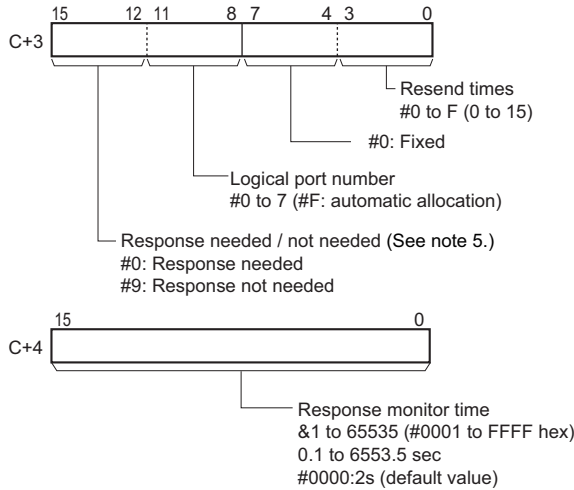 15 12 11 8 7 4 3 0
C+3
Resend times
#0 to F (0 to 15)
#0: Fixed
Logical port number
#0 to 7 (#F: automatic allocation)
Response needed / not needed (See note 5.)
#0: Response needed
#9: Response not needed
15 0
C+4
Response monitor time
&1 to 65535 (#0001 to FFFF hex)
0.1 to 6553.5 sec
#0000:2s (default value)